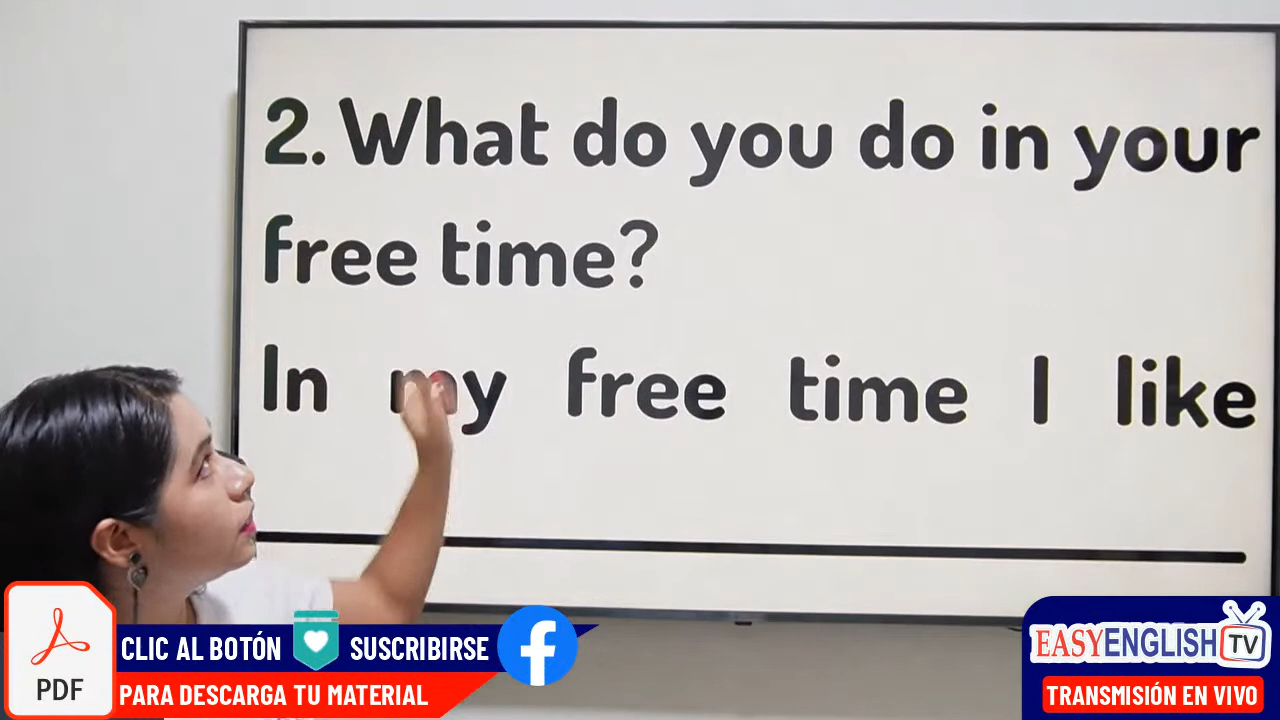 2. What do you do in your
free time?
In my free time I like
PDF
CLIC AL BOTÓN SUSCRIBIRSE
PARA DESCARGA TU MATERIAL
EASYENGLISH TV
TRANSMISIÓN EN VIVO